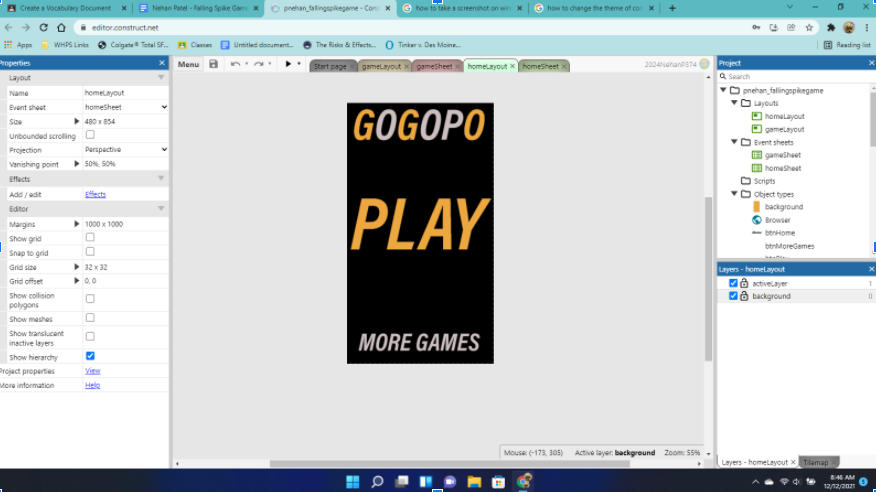 Create a Vocabulary Document
Nehan Patel - Falling Spike Game
pnehan_fallingspikegame - Cons
how to take a screenshot on win
how to change the theme of con
editor.construct.net
Apps
WHPS Links
Colgate® Total SF...
Classes
Untitled document...
The Risks & Effects...
Tinker v. Des Moine...
Reading list
Properties
Layout
Name homeLayout
Event sheet homeSheet
Size 480 x 854
Unbounded scrolling
Projection Perspective
Vanishing point 50%, 50%
Effects
Add / edit Effects
Editor
Margins 1000 x 1000
Show grid
Snap to grid
Grid size 32 x 32
Grid offset 0, 0
Show collision
polygons
Show meshes
Show translucent
inactive layers
Show hierarchy
Project properties View
More information Help
Menu
Start page
gameLayout
gameSheet
homeLayout
homeSheet
2024NehanP374
GOGOPO
PLAY
MORE GAMES
Mouse: (-173, 305) Active layer: background Zoom: 55%
Project
Search
pnehan_fallingspikegame
Layouts
homeLayout
gameLayout
Event sheets
gameSheet
homeSheet
Scripts
Object types
background
Browser
btnHome
btnMoreGames
Layers - homeLayout
activeLayer 1
background 0
Layers - homeLayout
Tilemap
8:46 AM
12/12/2021